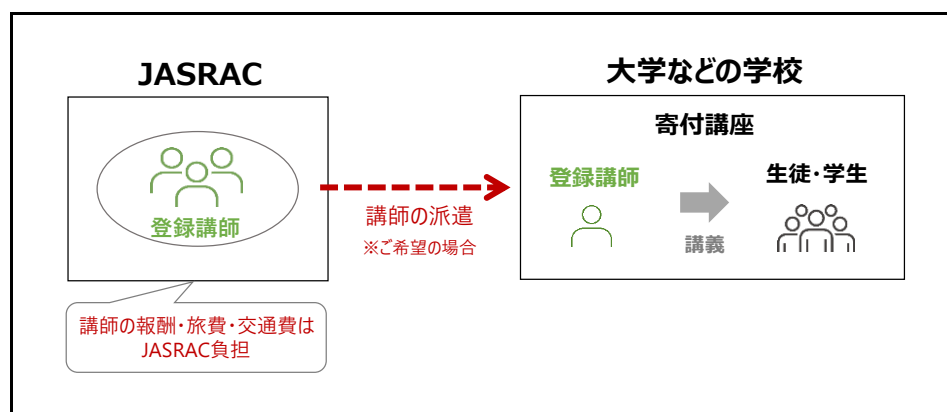 JASRAC
登録講師
講師の報酬・旅費・交通費は
JASRAC負担
講師の派遣
※ご希望の場合
大学などの学校
寄付講座
登録講師
講義
生徒・学生